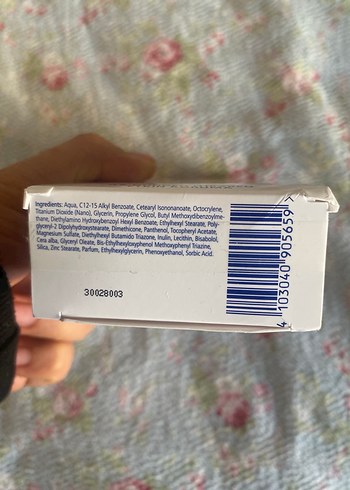 Ingredients: Aqua, C12-15 Alkyl Benzoate, Cetearyl Isononanoate, Octocrylene,
Titanium Dioxide (Nano), Glycerin, Propylene Glycol, Butyl Methoxydibenzoylme-
thane, Diethylamino Hydroxybenzoyl Hexyl Benzoate, Ethylhexyl Stearate, Poly-
glyceryl-2 Dipolyhydroxystearate, Dimethicone, Panthenol, Tocopheryl Acetate,
Magnesium Sulfate, Diethylhexyl Butamido Triazone, Inulin, Lecithin, Bisabolol,
Cera alba, Glyceryl Oleate, Bis-Ethylhexyloxyphenol Methoxyphenyl Triazine,
Silica, Zinc Stearate, Parfum, Ethylhexylglycerin, Phenoxyethanol, Sorbic Acid.
30028003
4 103040 905659 >